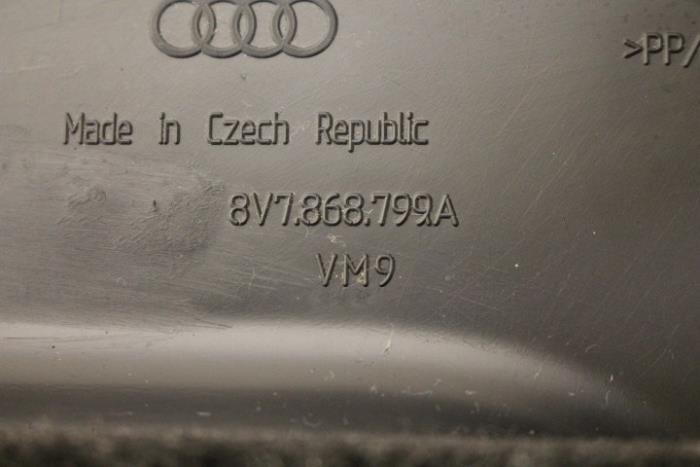 >PP/
Made in Czech Republic
8V7.868.799.A
VM9